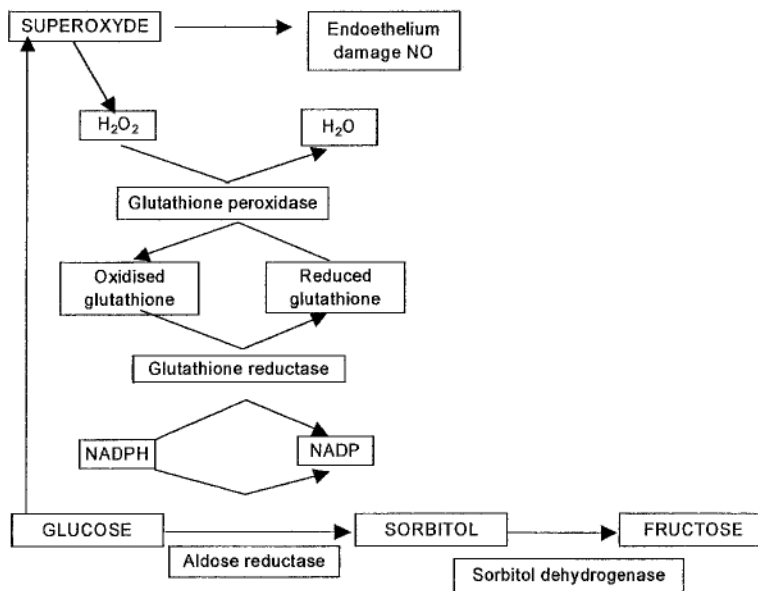 SUPEROXYDE
Endoethelium
damage NO
H₂O₂
H₂O
Glutathione peroxidase
Oxidised
glutathione
Reduced
glutathione
Glutathione reductase
NADPH
NADP
GLUCOSE
SORBITOL
FRUCTOSE
Aldose reductase
Sorbitol dehydrogenase